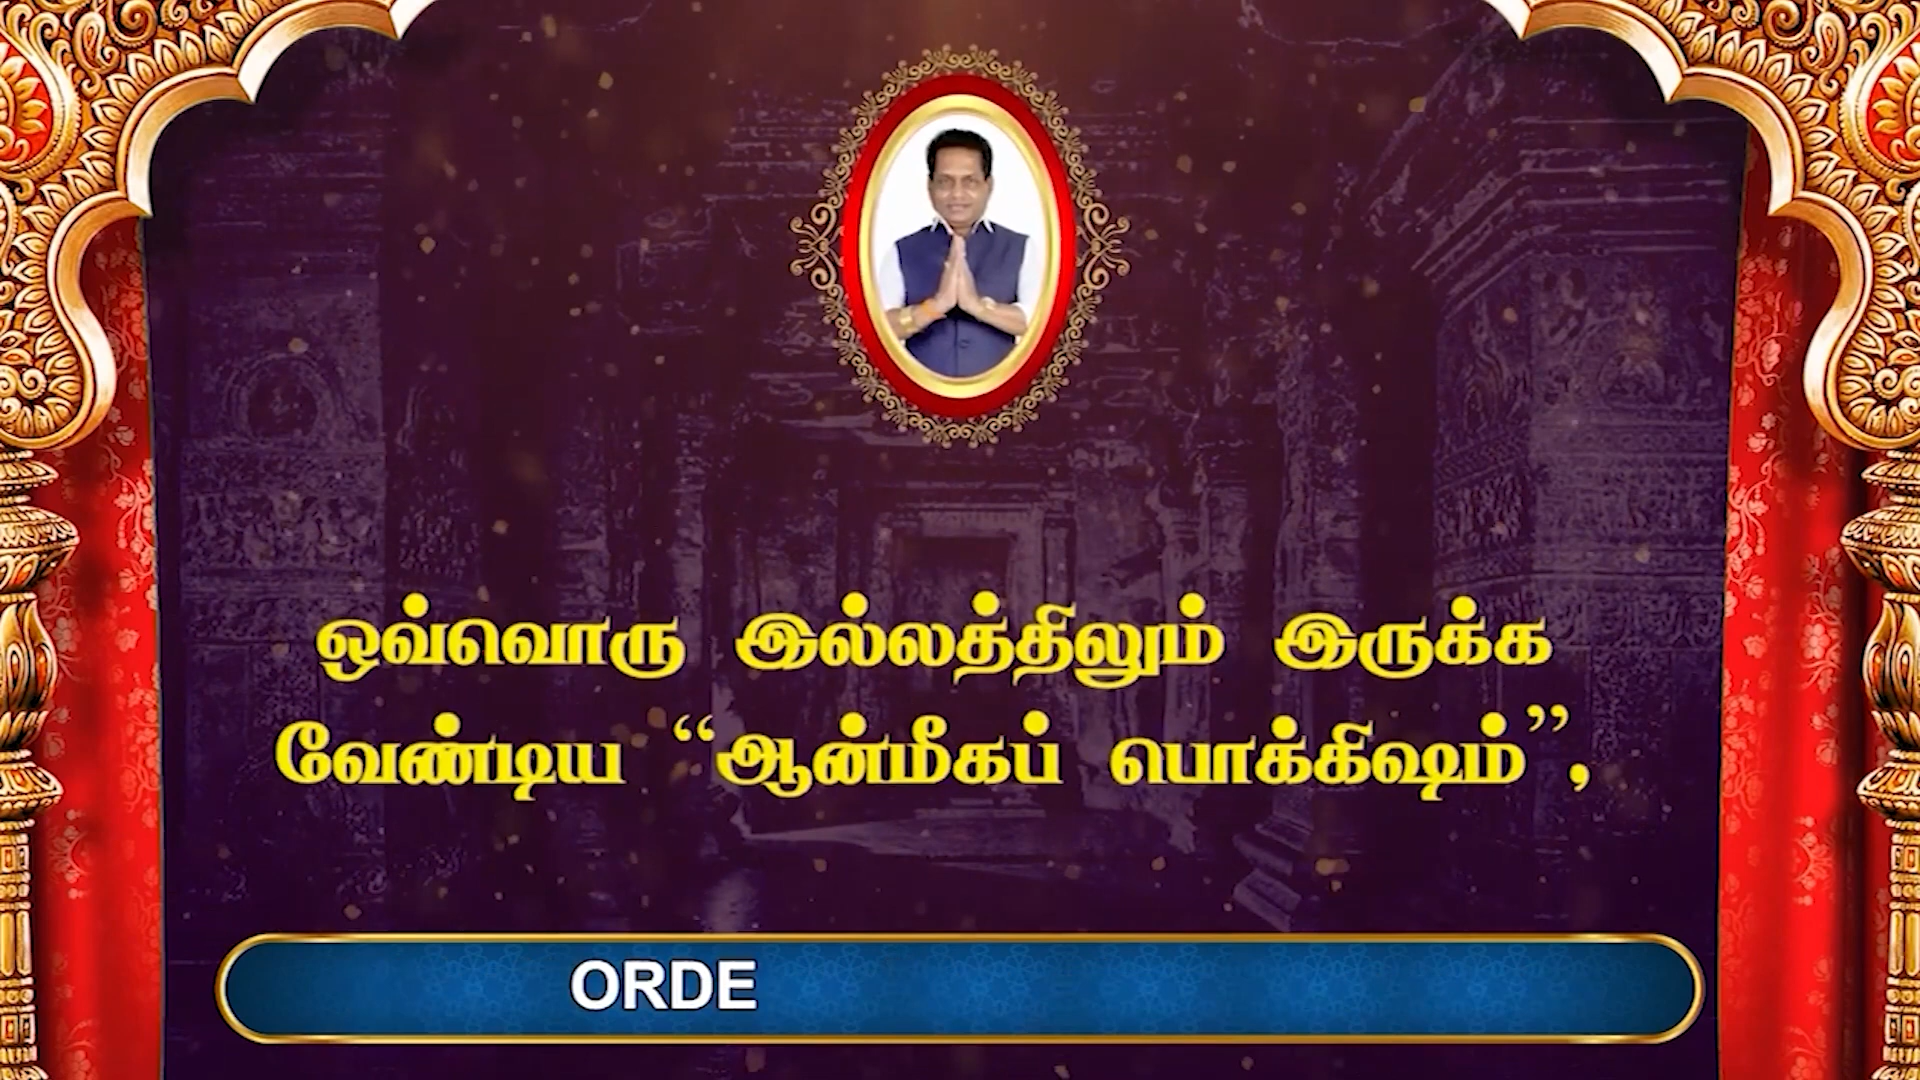 ஒவ்வொரு இல்லத்திலும் இருக்க
வேண்டிய “ஆன்மீகப் பொக்கிஷம்”,
ORDE